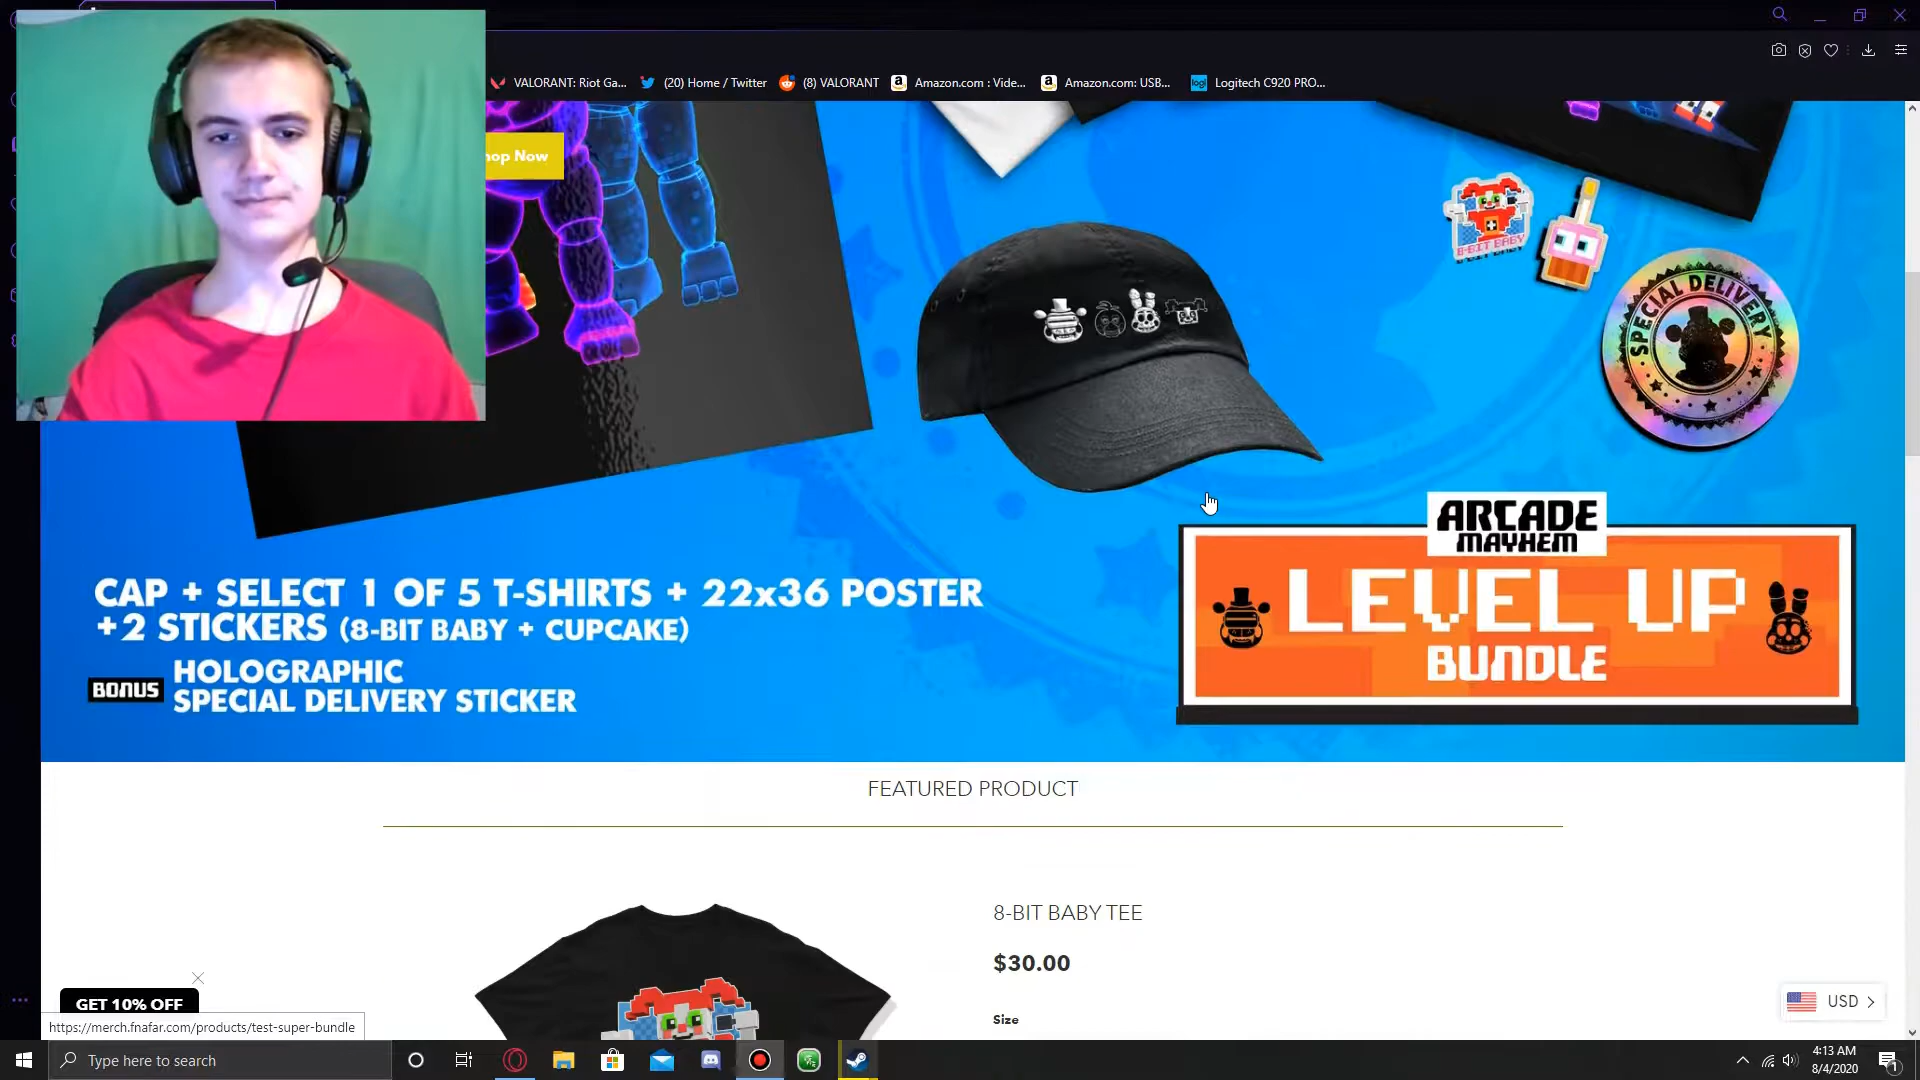 VALORANT: Riot Ga...
(20) Home / Twitter
(8) VALORANT
Amazon.com : Vide...
Amazon.com: USB...
logi
Logitech C920 PRO...
hop Now
8-BIT BABY
SPECIAL DELIVERY
CAP + SELECT 1 OF 5 T-SHIRTS + 22x36 POSTER
+2 STICKERS (8-BIT BABY + CUPCAKE)
BONUS
HOLOGRAPHIC
SPECIAL DELIVERY STICKER
ARCADE
MAYHEM
LEVEL UP
BUNDLE
FEATURED PRODUCT
8-BIT BABY TEE
$30.00
Size
GET 10% OFF
https://merch.fnafar.com/products/test-super-bundle
USD
Type here to search
4:13 AM
8/4/2020
1